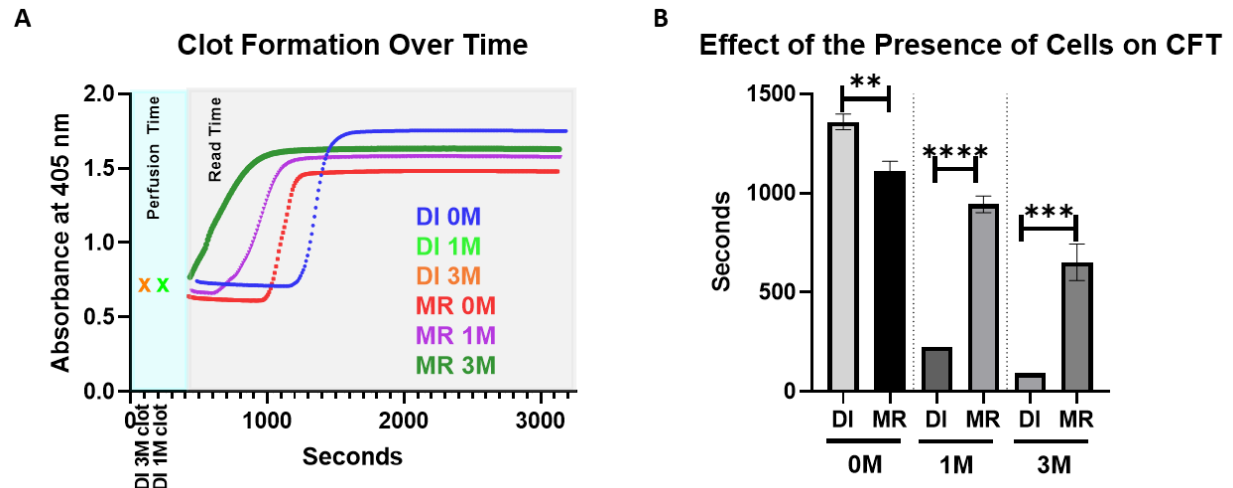 A
Clot Formation Over Time
Absorbance at 405 nm
2.0
1.5
1.0
0.5
0.0
Perfusion Time
Read Time
x x
DI 0M
DI 1M
DI 3M
MR 0M
MR 1M
MR 3M
0 1000 2000 3000
DI 3M clot
DI 1M clot
Seconds
B
Effect of the Presence of Cells on CFT
Seconds
1500
1000
500
0
**
****
***
DI MR DI MR DI MR
0M 1M 3M